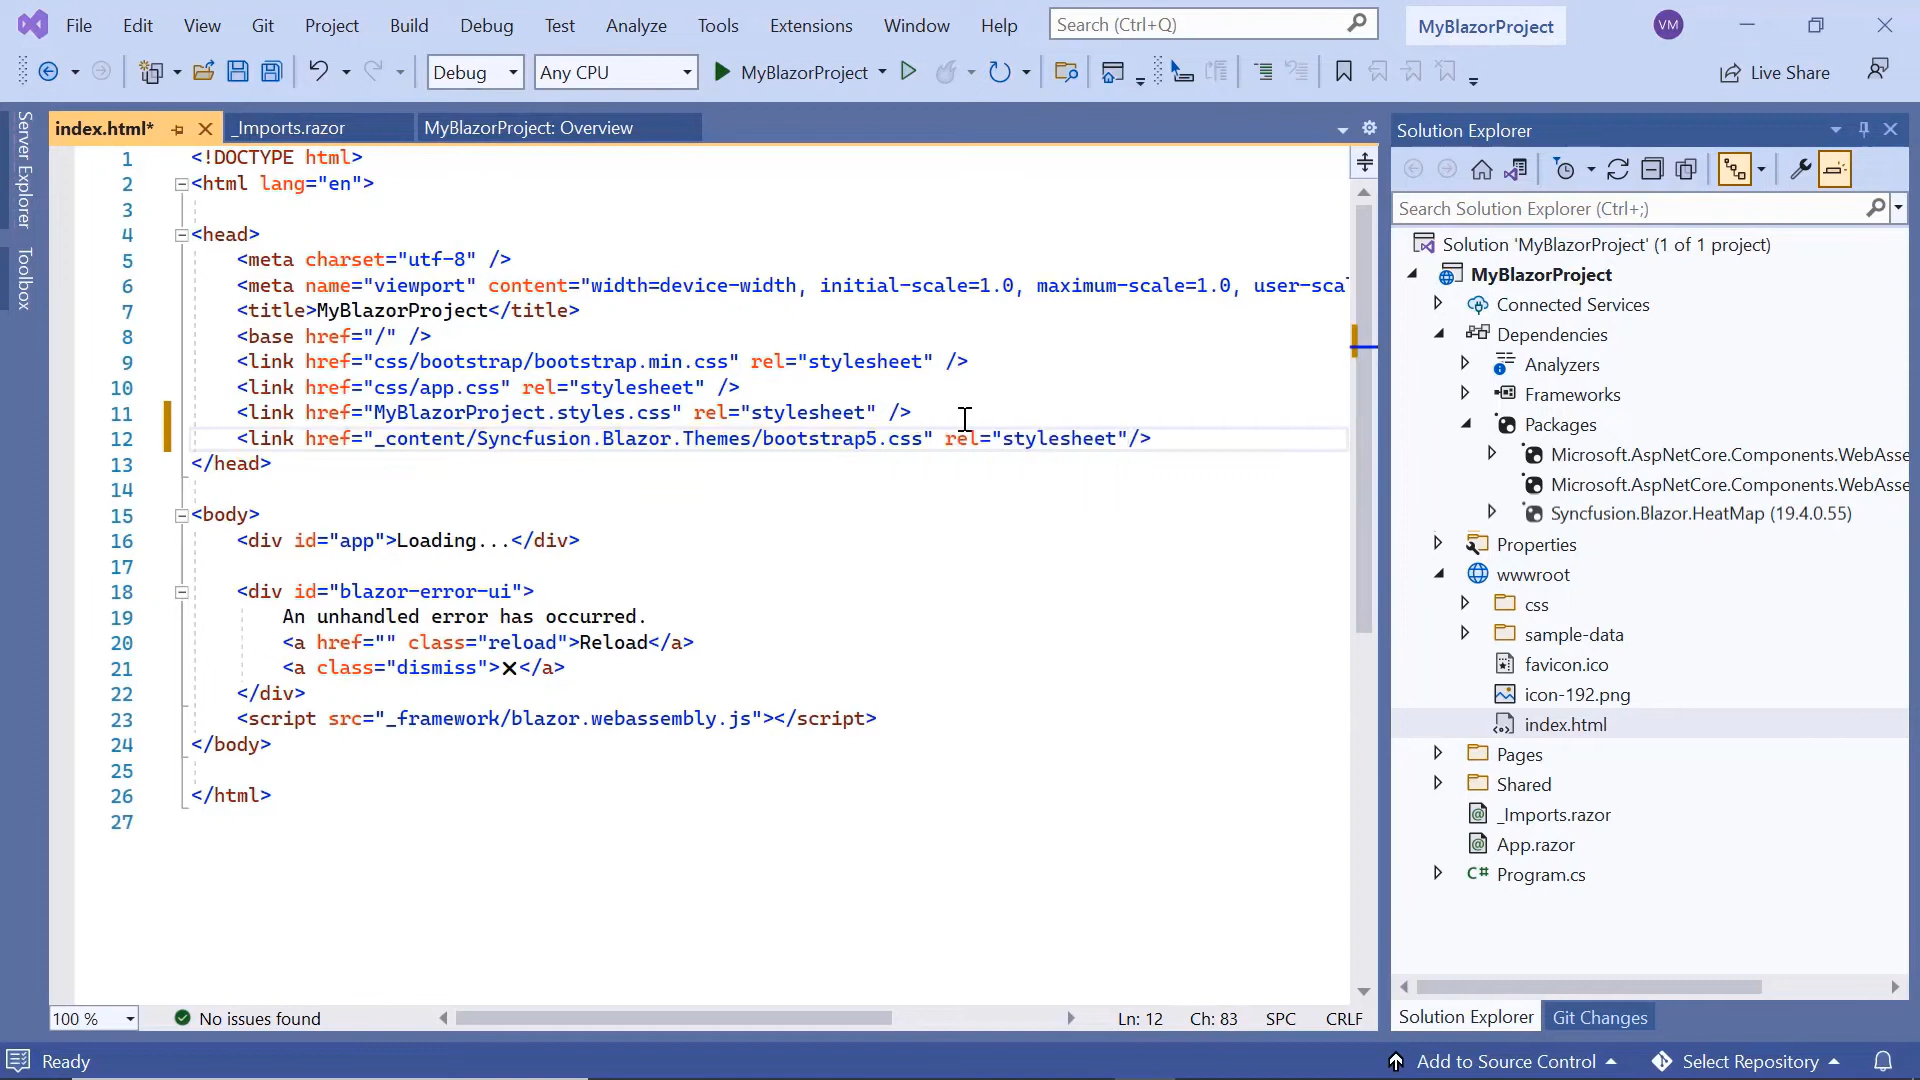 File Edit View Git Project Build Debug Test Analyze Tools Extensions Window Help Search (Ctrl+Q) MyBlazorProject VM
Debug Any CPU MyBlazorProject Live Share
Server Explorer
Toolbox
index.html* _Imports.razor MyBlazorProject: Overview
1 <!DOCTYPE html>
2 <html lang="en">
3
4 <head>
5 <meta charset="utf-8" />
6 <meta name="viewport" content="width=device-width, initial-scale=1.0, maximum-scale=1.0, user-scal
7 <title>MyBlazorProject</title>
8 <base href="/" />
9 <link href="css/bootstrap/bootstrap.min.css" rel="stylesheet" />
10 <link href="css/app.css" rel="stylesheet" />
11 <link href="MyBlazorProject.styles.css" rel="stylesheet" />
12 <link href="_content/Syncfusion.Blazor.Themes/bootstrap5.css" rel="stylesheet"/>
13 </head>
14
15 <body>
16 <div id="app">Loading...</div>
17
18 <div id="blazor-error-ui">
19 An unhandled error has occurred.
20 <a href="" class="reload">Reload</a>
21 <a class="dismiss">🗙</a>
22 </div>
23 <script src="_framework/blazor.webassembly.js"></script>
24 </body>
25
26 </html>
27
100 % No issues found Ln: 12 Ch: 83 SPC CRLF
Solution Explorer
Search Solution Explorer (Ctrl+;)
Solution 'MyBlazorProject' (1 of 1 project)
MyBlazorProject
Connected Services
Dependencies
Analyzers
Frameworks
Packages
Microsoft.AspNetCore.Components.WebAsse
Microsoft.AspNetCore.Components.WebAsse
Syncfusion.Blazor.HeatMap (19.4.0.55)
Properties
wwwroot
css
sample-data
favicon.ico
icon-192.png
index.html
Pages
Shared
_Imports.razor
App.razor
C# Program.cs
Solution Explorer Git Changes
Ready Add to Source Control Select Repository